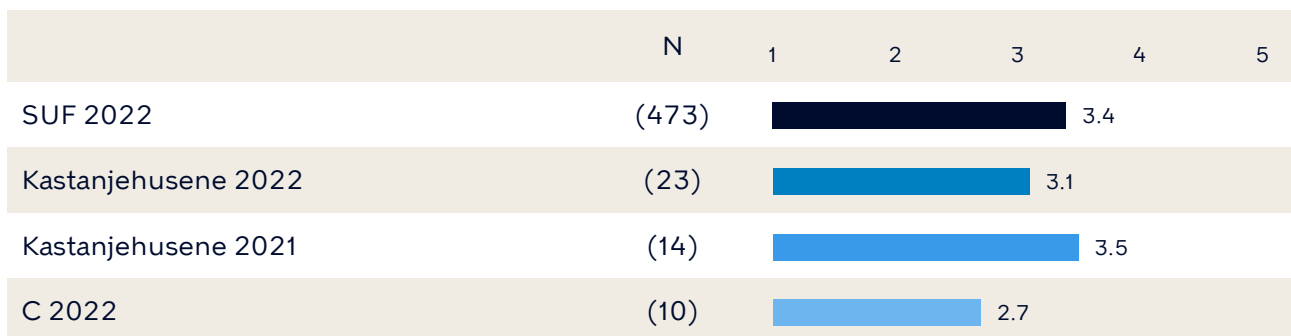 N 1 2 3 4 5
SUF 2022 (473) 3.4
Kastanjehusene 2022 (23) 3.1
Kastanjehusene 2021 (14) 3.5
C 2022 (10) 2.7